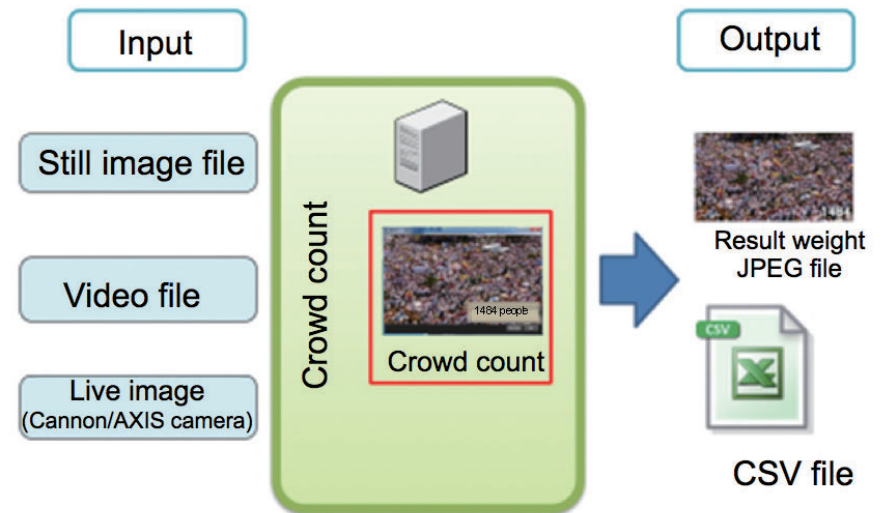 Input
Output
Still image file
Video file
Live image
(Cannon/AXIS camera)
Crowd count
1484 people
Crowd count
1484
Result weight
JPEG file
CSV
CSV file